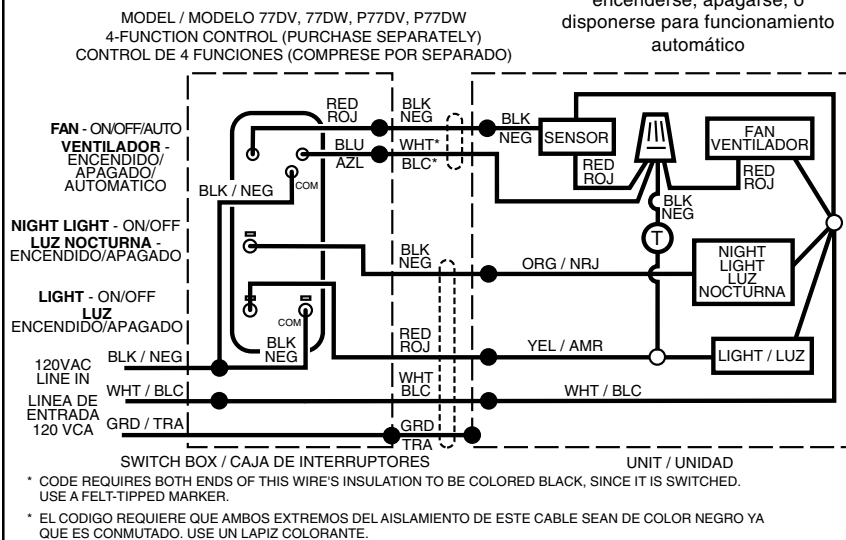 encenderse, apagarse, o
disponerse para funcionamiento
automático
MODEL / MODELO 77DV, 77DW, P77DV, P77DW
4-FUNCTION CONTROL (PURCHASE SEPARATELY)
CONTROL DE 4 FUNCIONES (COMPRESE POR SEPARADO)
FAN - ON/OFF/AUTO
VENTILADOR -
ENCENDIDO/
APAGADO/
AUTOMATICO
NIGHT LIGHT - ON/OFF
LUZ NOCTURNA -
ENCENDIDO/APAGADO
LIGHT - ON/OFF
LUZ
ENCENDIDO/APAGADO
120VAC
LINE IN
LINEA DE
ENTRADA
120 VCA
BLK / NEG
WHT / BLC
GRD / TRA
RED
ROJ
BLU
AZL
BLK / NEG
COM
COM
BLK
NEG
BLK
NEG
WHT*
BLC*
BLK
NEG
RED
ROJ
WHT
BLC
GRD
TRA
BLK
NEG
SENSOR
RED
ROJ
FAN
VENTILADOR
RED
ROJ
BLK
NEG
T
ORG / NRJ
NIGHT
LIGHT
LUZ
NOCTURNA
YEL / AMR
LIGHT / LUZ
WHT / BLC
SWITCH BOX / CAJA DE INTERRUPTORES
UNIT / UNIDAD
* CODE REQUIRES BOTH ENDS OF THIS WIRE'S INSULATION TO BE COLORED BLACK, SINCE IT IS SWITCHED.
USE A FELT-TIPPED MARKER.
* EL CODIGO REQUIERE QUE AMBOS EXTREMOS DEL AISLAMIENTO DE ESTE CABLE SEAN DE COLOR NEGRO YA
QUE ES CONMUTADO. USE UN LAPIZ COLORANTE.